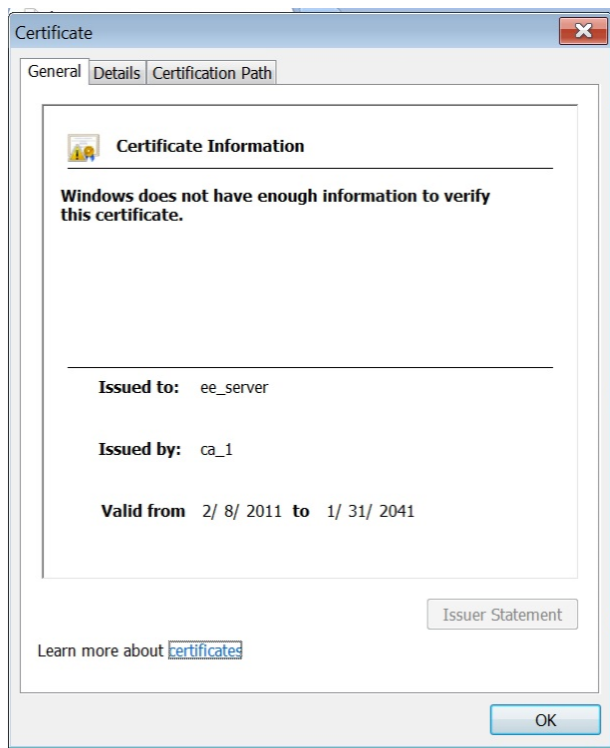 Certificate
General Details Certification Path
Certificate Information
Windows does not have enough information to verify
this certificate.
Issued to: ee_server
Issued by: ca_1
Valid from 2/ 8/ 2011 to 1/ 31/ 2041
Issuer Statement
Learn more about certificates
OK